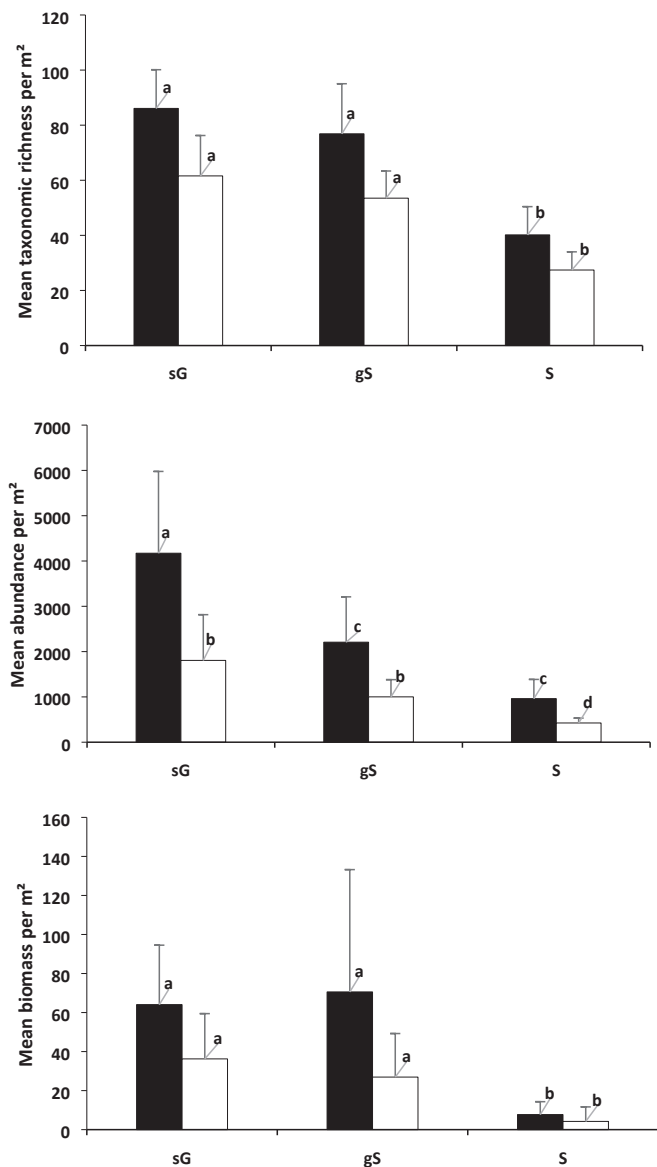 Mean taxonomic richness per m²
120
100
80
60
40
20
0
a
a
a
a
b
b
sG
gS
S
Mean abundance per m²
7000
6000
5000
4000
3000
2000
1000
0
a
b
c
b
c
d
sG
gS
S
Mean biomass per m²
160
140
120
100
80
60
40
20
0
a
a
a
a
b
b
sG
gS
S